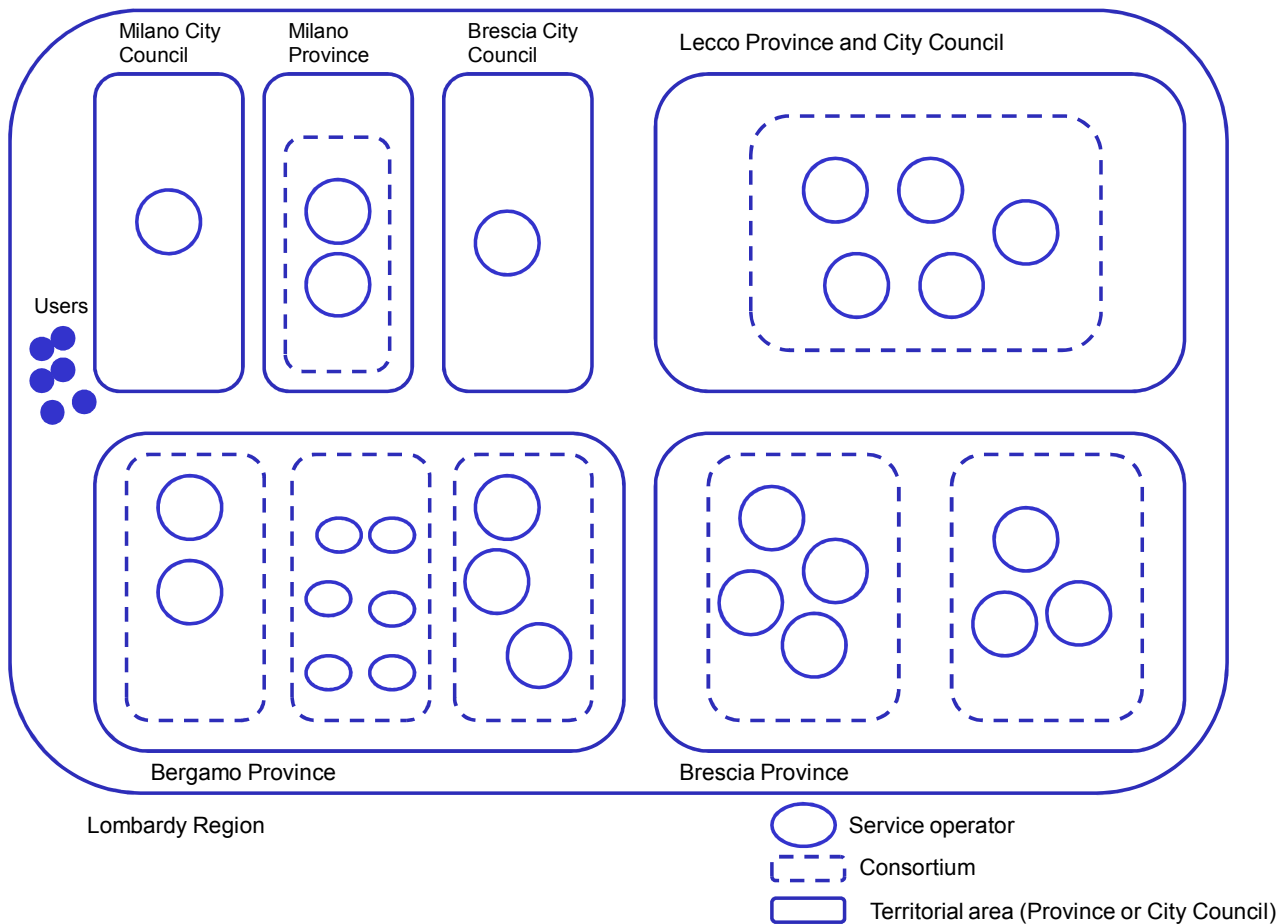 Milano City
Council
Milano
Province
Brescia City
Council
Lecco Province and City Council
Users
Bergamo Province
Brescia Province
Lombardy Region
Service operator
Consortium
Territorial area (Province or City Council)